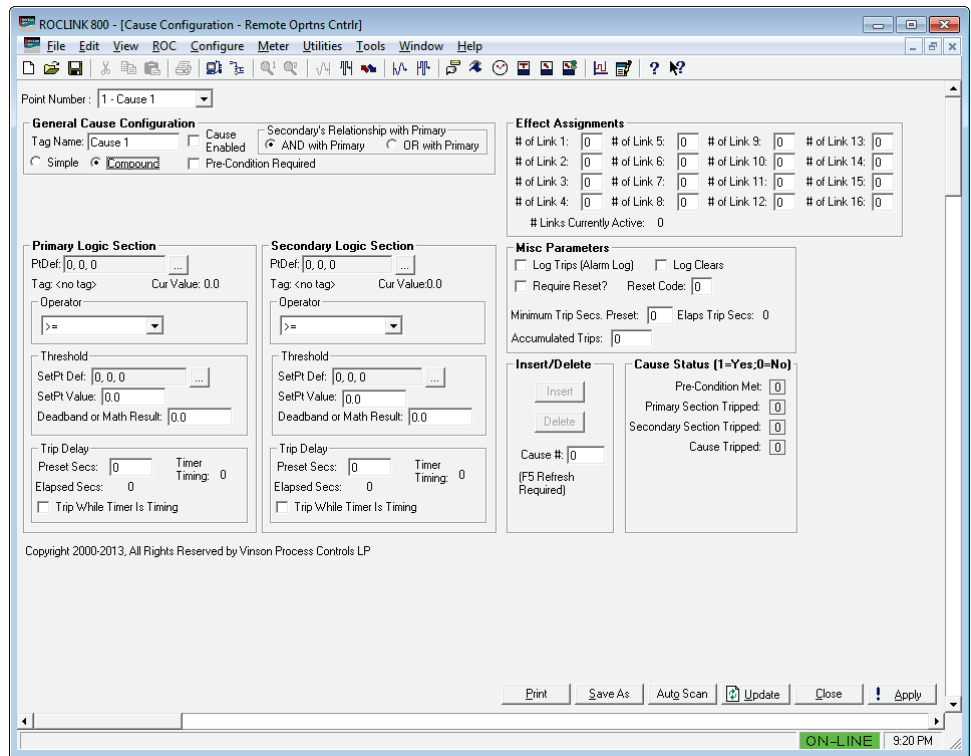 ROCLINK 800 - [Cause Configuration - Remote Oprtns Cntrlr]
File Edit View ROC Configure Meter Utilities Tools Window Help
Point Number : 1 - Cause 1
General Cause Configuration
Tag Name: Cause 1
Cause Enabled
Secondary's Relationship with Primary
AND with Primary OR with Primary
Simple Compound Pre-Condition Required
Effect Assignments
# of Link 1: 0 # of Link 5: 0 # of Link 9: 0 # of Link 13: 0
# of Link 2: 0 # of Link 6: 0 # of Link 10: 0 # of Link 14: 0
# of Link 3: 0 # of Link 7: 0 # of Link 11: 0 # of Link 15: 0
# of Link 4: 0 # of Link 8: 0 # of Link 12: 0 # of Link 16: 0
# Links Currently Active: 0
Primary Logic Section
PtDef: 0, 0, 0 ...
Tag: <no tag> Cur Value: 0.0
Operator
>=
Threshold
SetPt Def: 0, 0, 0 ...
SetPt Value: 0.0
Deadband or Math Result: 0.0
Trip Delay
Preset Secs: 0 Timer Timing: 0
Elapsed Secs: 0
Trip While Timer Is Timing
Secondary Logic Section
PtDef: 0, 0, 0 ...
Tag: <no tag> Cur Value:0.0
Operator
>=
Threshold
SetPt Def: 0, 0, 0 ...
SetPt Value: 0.0
Deadband or Math Result: 0.0
Trip Delay
Preset Secs: 0 Timer Timing: 0
Elapsed Secs: 0
Trip While Timer Is Timing
Misc Parameters
Log Trips (Alarm Log) Log Clears
Require Reset? Reset Code: 0
Minimum Trip Secs. Preset: 0 Elaps Trip Secs: 0
Accumulated Trips: 0
Insert/Delete
Insert
Delete
Cause #: 0
(F5 Refresh
Required)
Cause Status (1=Yes;0=No)
Pre-Condition Met: 0
Primary Section Tripped: 0
Secondary Section Tripped: 0
Cause Tripped: 0
Copyright 2000-2013, All Rights Reserved by Vinson Process Controls LP
Print Save As Auto Scan Update Close ! Apply
ON-LINE 9:20 PM